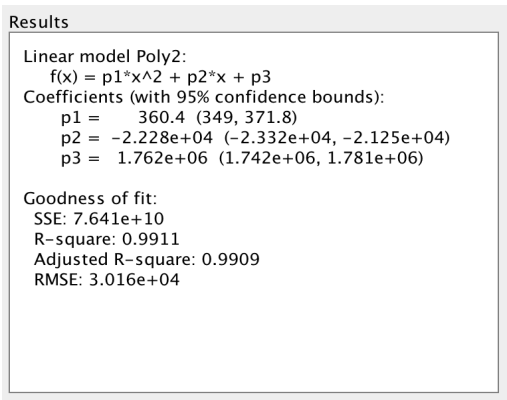 Results
Linear model Poly2:
f(x) = p1*x^2 + p2*x + p3
Coefficients (with 95% confidence bounds):
p1 = 360.4 (349, 371.8)
p2 = -2.228e+04 (-2.332e+04, -2.125e+04)
p3 = 1.762e+06 (1.742e+06, 1.781e+06)
Goodness of fit:
SSE: 7.641e+10
R-square: 0.9911
Adjusted R-square: 0.9909
RMSE: 3.016e+04